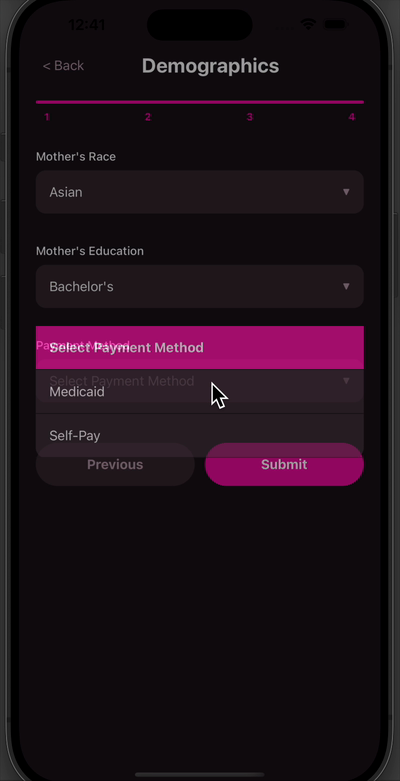 12:41
< Back
Demographics
1 2 3 4
Mother's Race
Asian
Mother's Education
Bachelor's
Payment Method
Select Payment Method
Select Payment Method
Medicaid
Self-Pay
Previous
Submit